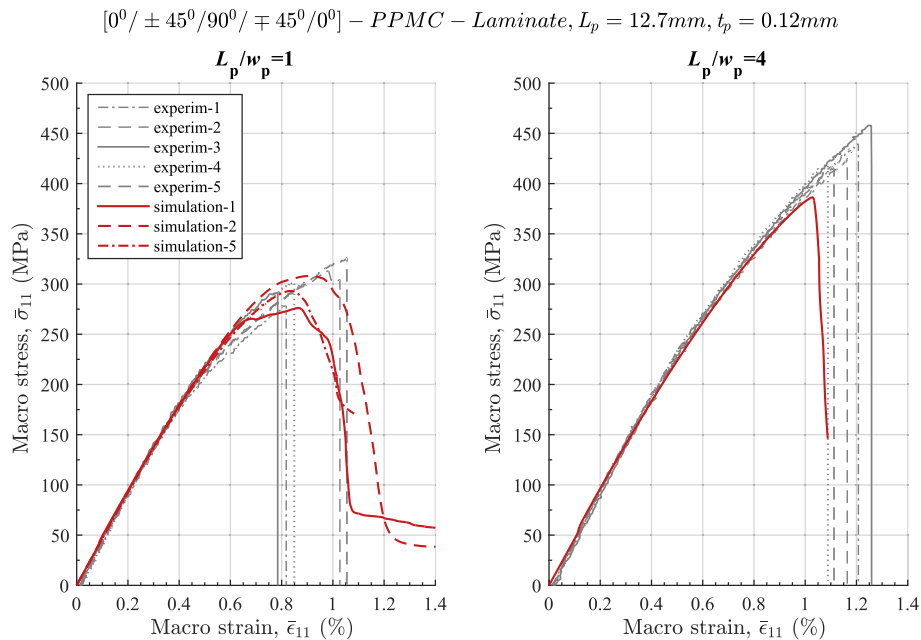 [0⁰/ ± 45⁰/90⁰/ ∓ 45⁰/0⁰] − PPMC − Laminate, Lₚ = 12.7mm, tₚ = 0.12mm
Lₚ/wₚ=1
500
450
400
350
300
250
200
150
100
50
0
Macro stress, σ̄₁₁ (MPa)
experim-1
experim-2
experim-3
experim-4
experim-5
simulation-1
simulation-2
simulation-5
0
0.2
0.4
0.6
0.8
1
1.2
1.4
Macro strain, ε̄₁₁ (%)
Lₚ/wₚ=4
500
450
400
350
300
250
200
150
100
50
0
Macro stress, σ̄₁₁ (MPa)
0
0.2
0.4
0.6
0.8
1
1.2
1.4
Macro strain, ε̄₁₁ (%)